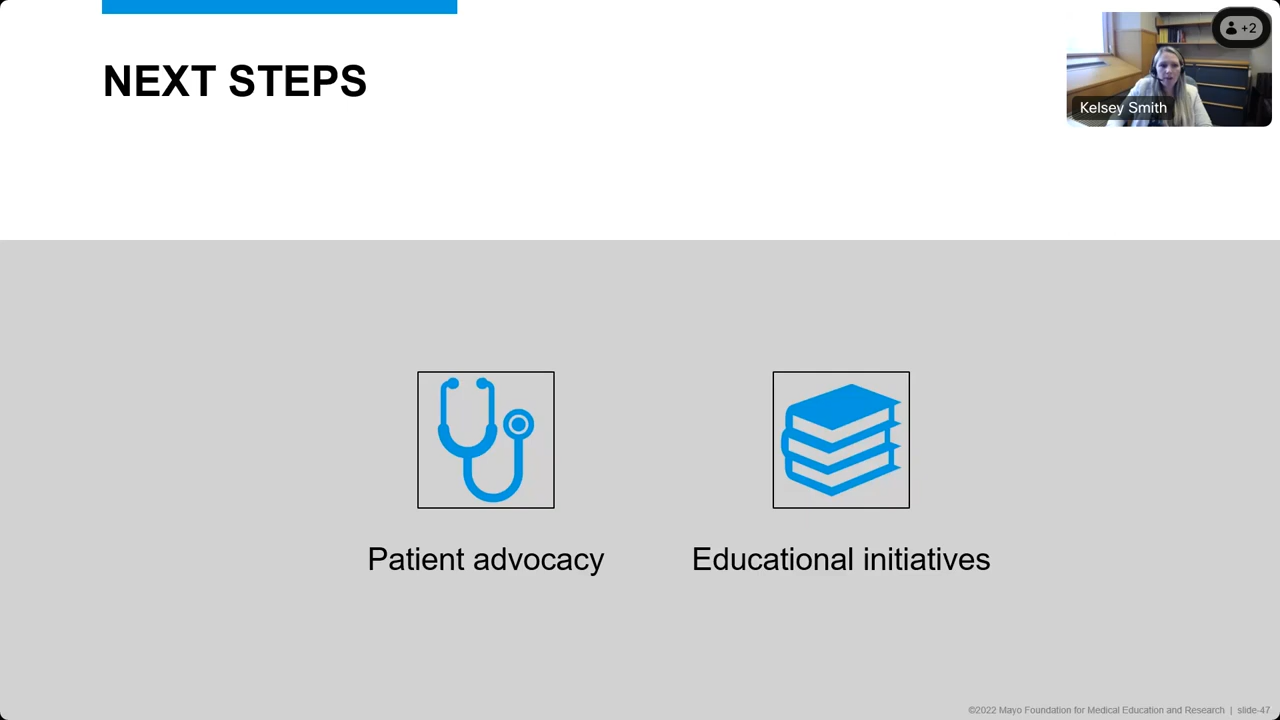 NEXT STEPS
+2
Kelsey Smith
Patient advocacy
Educational initiatives
©2022 Mayo Foundation for Medical Education and Research | slide-47